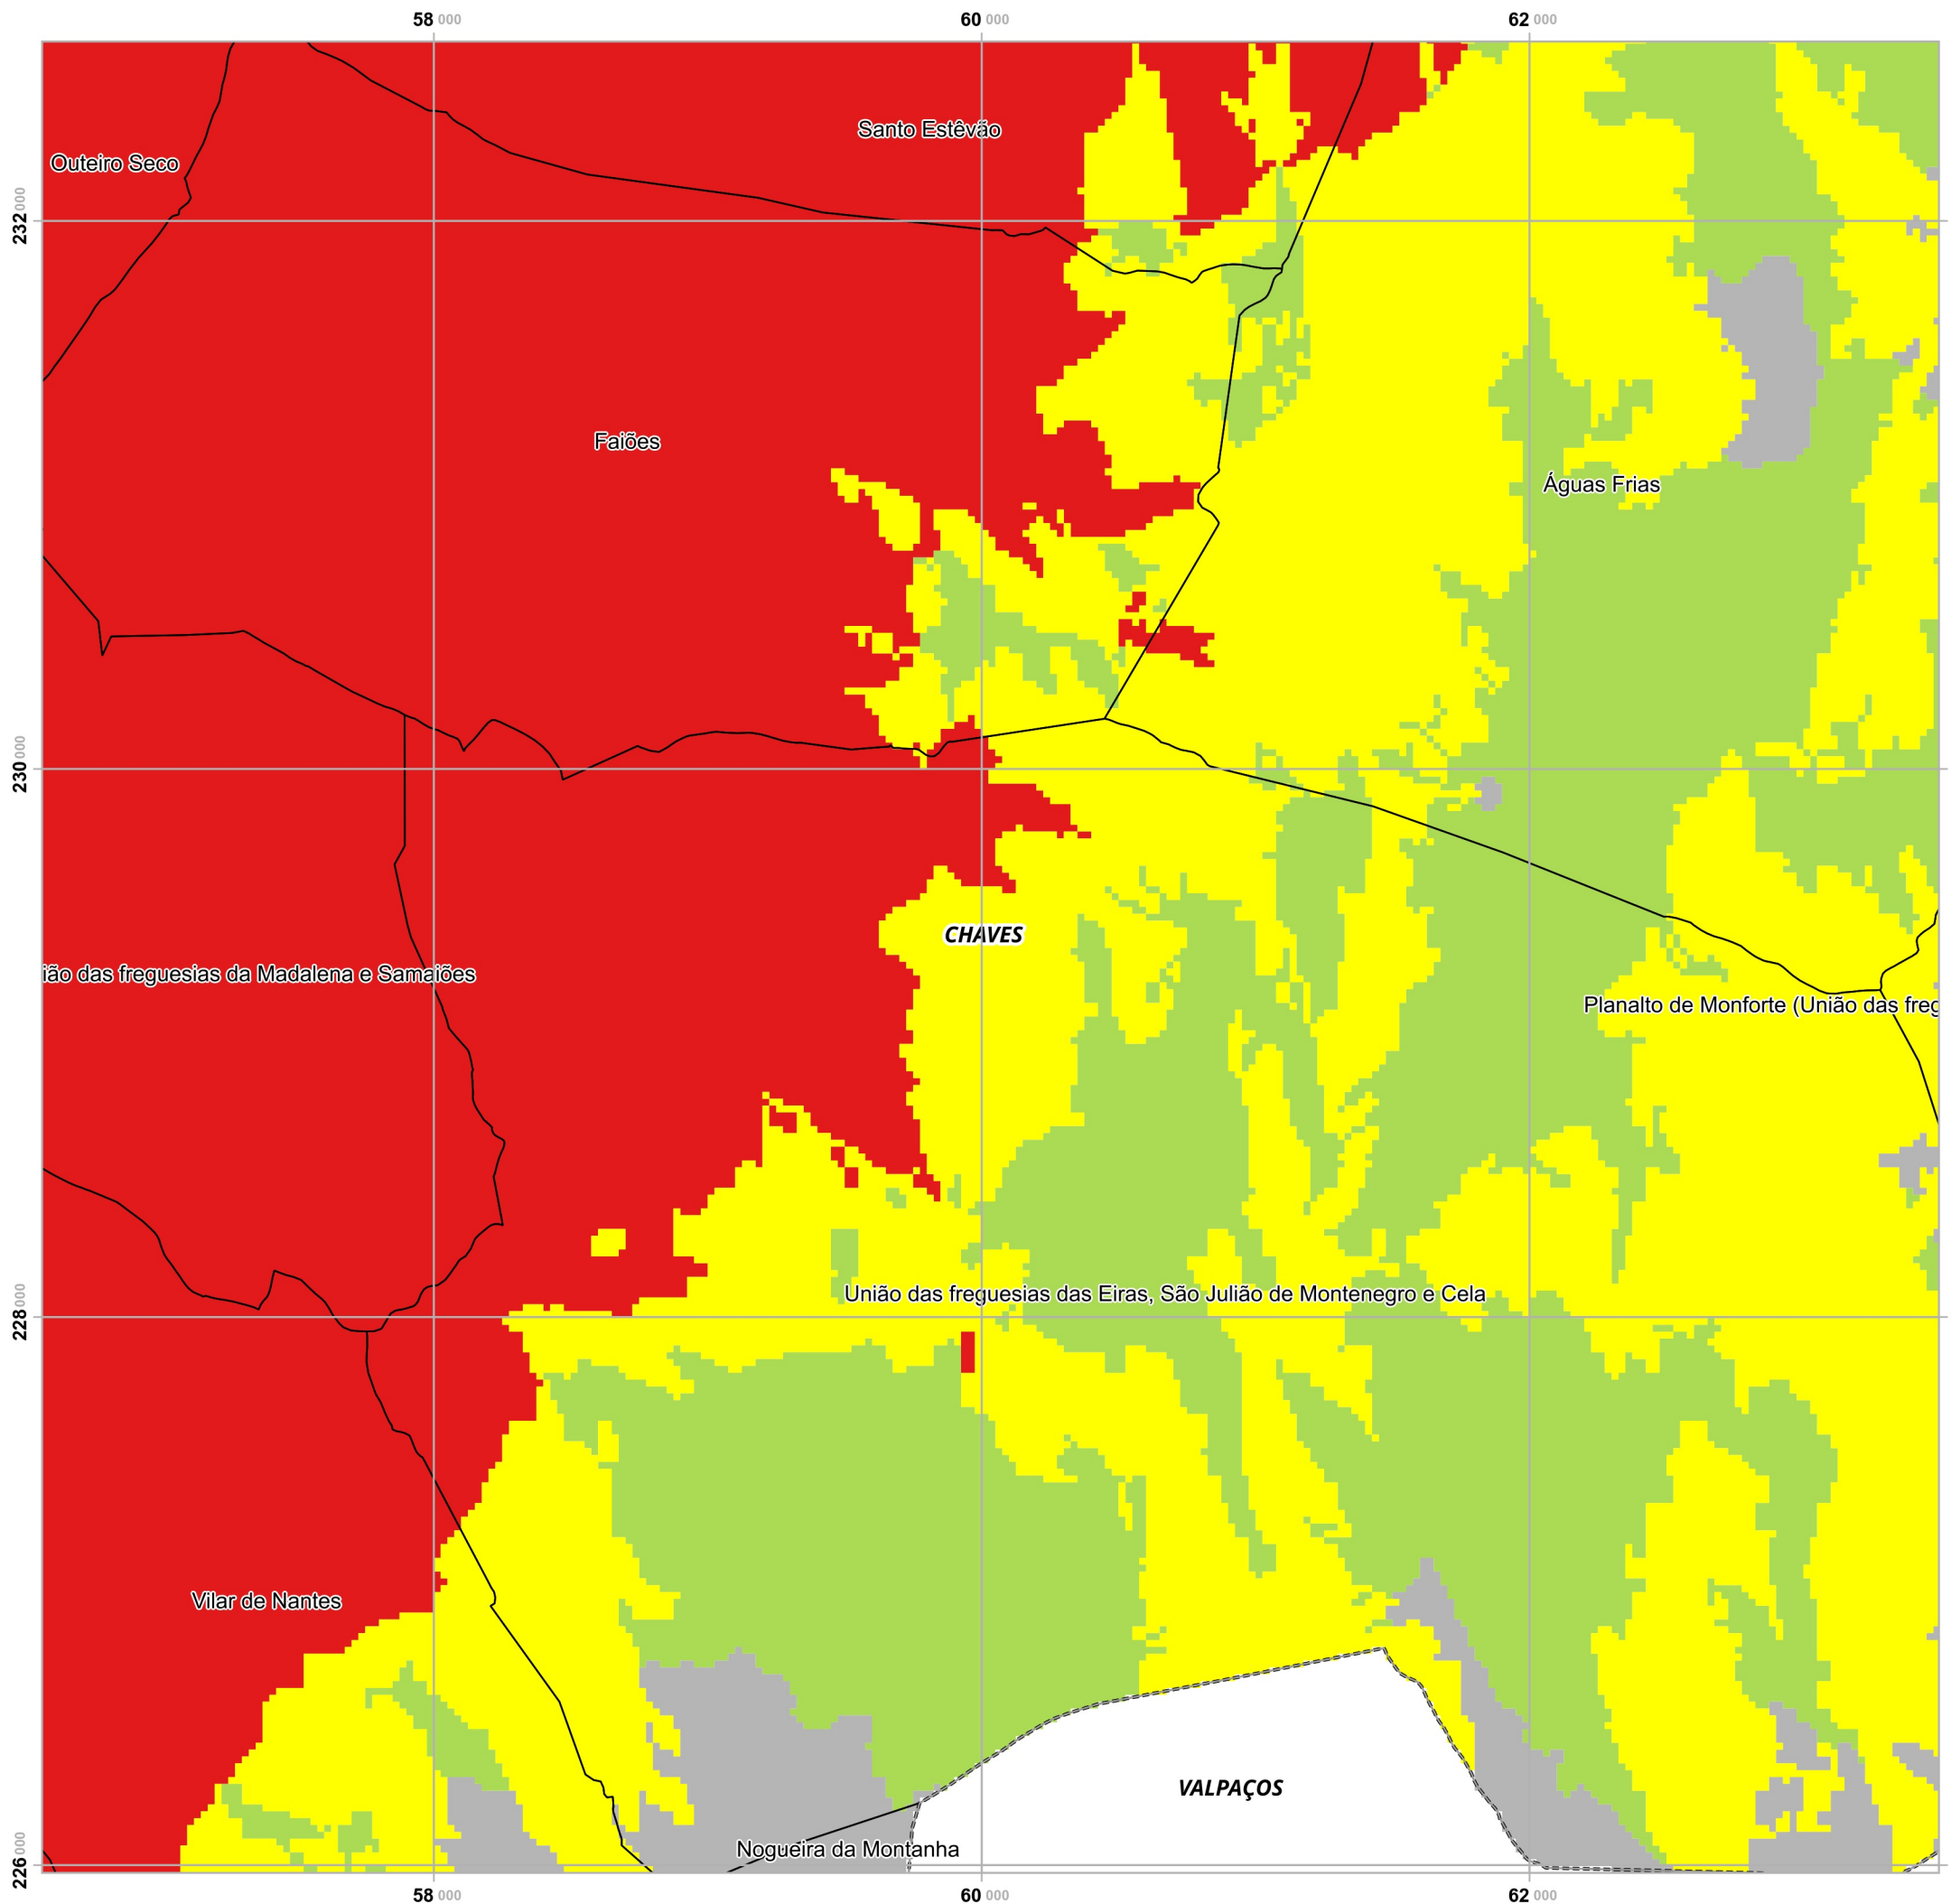 58 000 60 000 62 000
Santo Estêvão
Outeiro Seco
232 000
Faiões
Águas Frias
230 000
CHAVES
ião das freguesias da Madalena e Samaiões
Planalto de Monforte (União das freg
União das freguesias das Eiras, São Julião de Montenegro e Cela
228 000
Vilar de Nantes
VALPAÇOS
Nogueira da Montanha
226 000
58 000 60 000 62 000